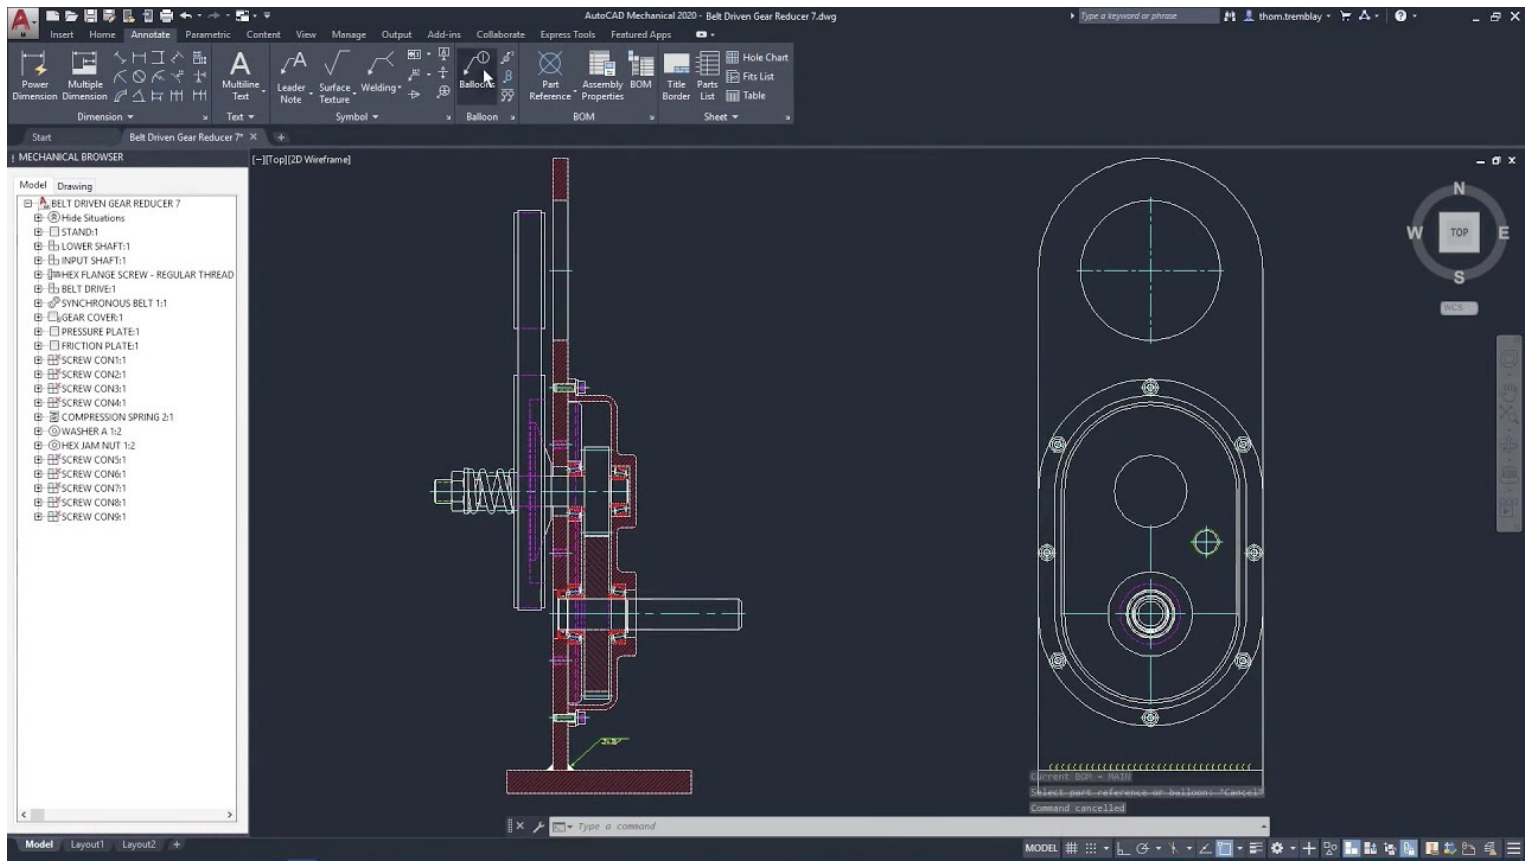 AutoCAD Mechanical 2020 - Belt Driven Gear Reducer 7.dwg
Type a keyword or phrase
thom.tremblay
Insert Home Annotate Parametric Content View Manage Output Add-ins Collaborate Express Tools Featured Apps
Power Dimension
Multiple Dimension
Multiline Text
Leader Note
Surface Texture
Welding
Balloons
Part Reference
Assembly Properties
BOM
Title Border
Parts List
Hole Chart
Fits List
Table
Dimension Text Symbol Balloon BOM Sheet
Start Belt Driven Gear Reducer 7*
MECHANICAL BROWSER
[−][Top][2D Wireframe]
Model Drawing
BELT DRIVEN GEAR REDUCER 7
Hide Situations
STAND:1
LOWER SHAFT:1
INPUT SHAFT:1
HEX FLANGE SCREW - REGULAR THREAD
BELT DRIVE:1
SYNCHRONOUS BELT 1:1
GEAR COVER:1
PRESSURE PLATE:1
FRICTION PLATE:1
SCREW CON1:1
SCREW CON2:1
SCREW CON3:1
SCREW CON4:1
COMPRESSION SPRING 2:1
WASHER A 1:2
HEX JAM NUT 1:2
SCREW CON5:1
SCREW CON6:1
SCREW CON7:1
SCREW CON8:1
SCREW CON9:1
N
W TOP E
S
WCS
Current BOM = MAIN
Select part reference or balloon: *Cancel*
Command cancelled
Type a command
Model Layout1 Layout2 +
MODEL